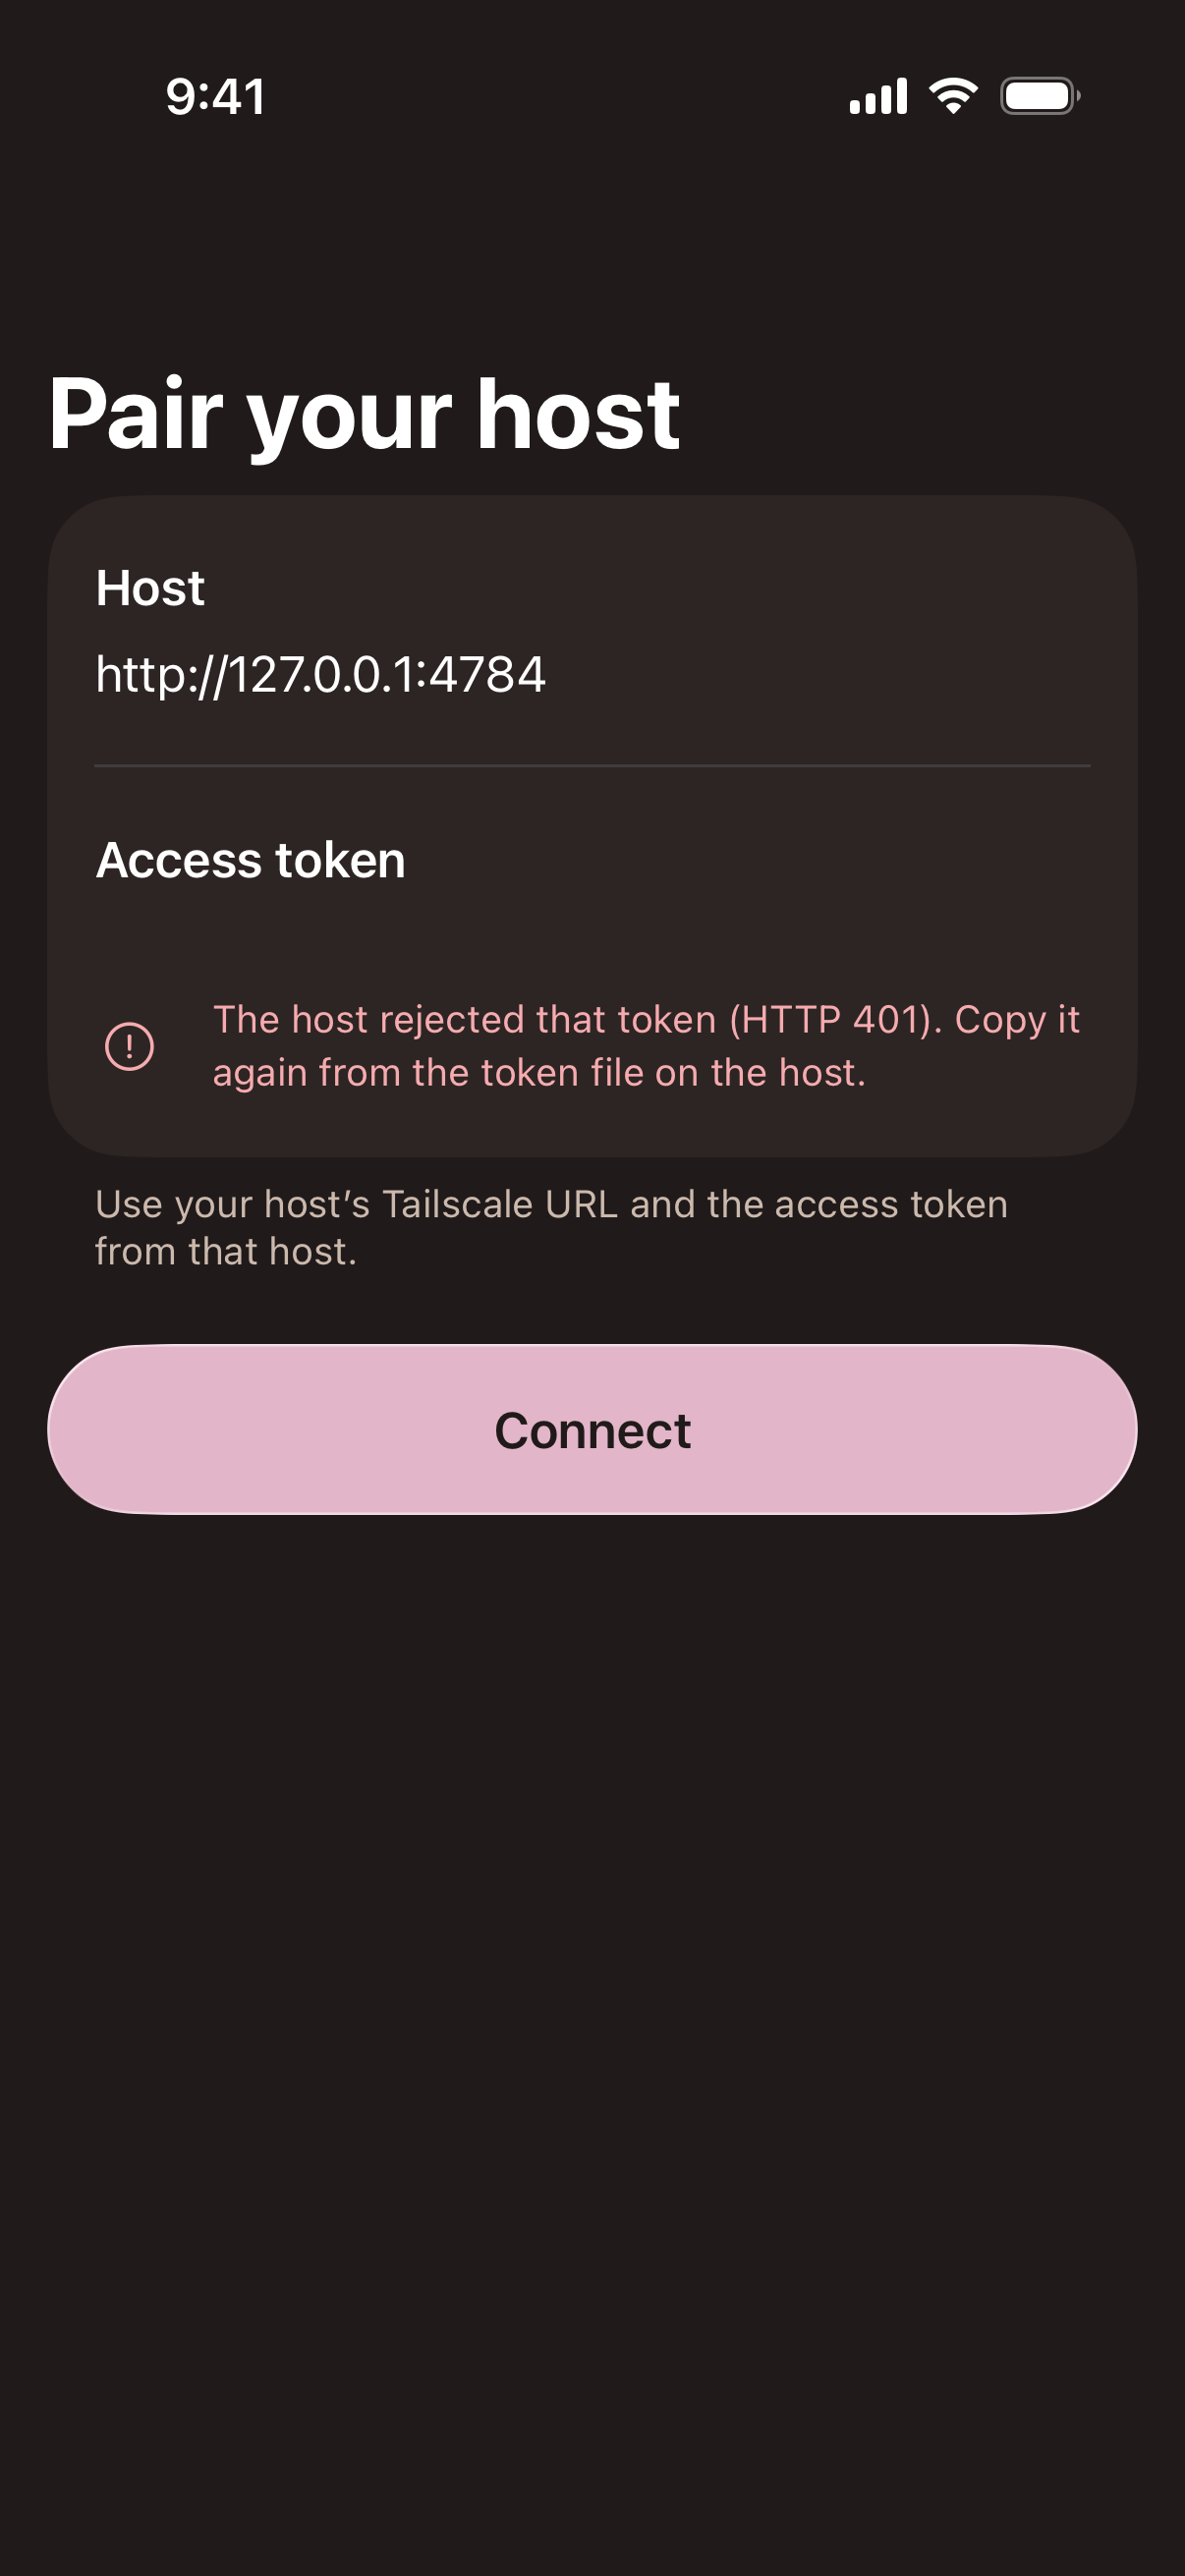 9:41
Pair your host
Host
http://127.0.0.1:4784
Access token
The host rejected that token (HTTP 401). Copy it
again from the token file on the host.
Use your host’s Tailscale URL and the access token
from that host.
Connect